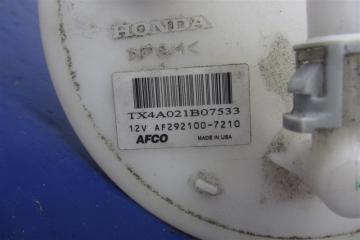 HONDA
TX4A021B07533
12V AF292100-7210
AFCO MADE IN USA